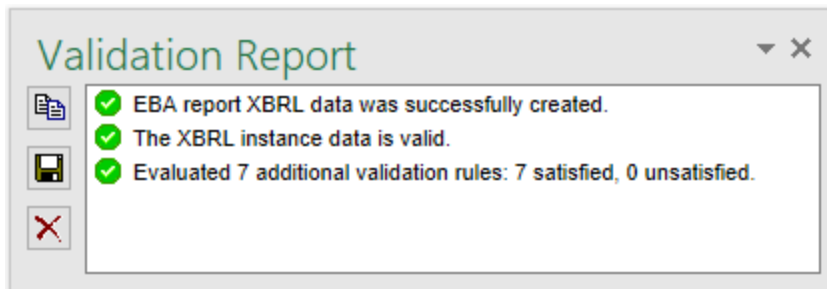 Validation Report
EBA report XBRL data was successfully created.
The XBRL instance data is valid.
Evaluated 7 additional validation rules: 7 satisfied, 0 unsatisfied.